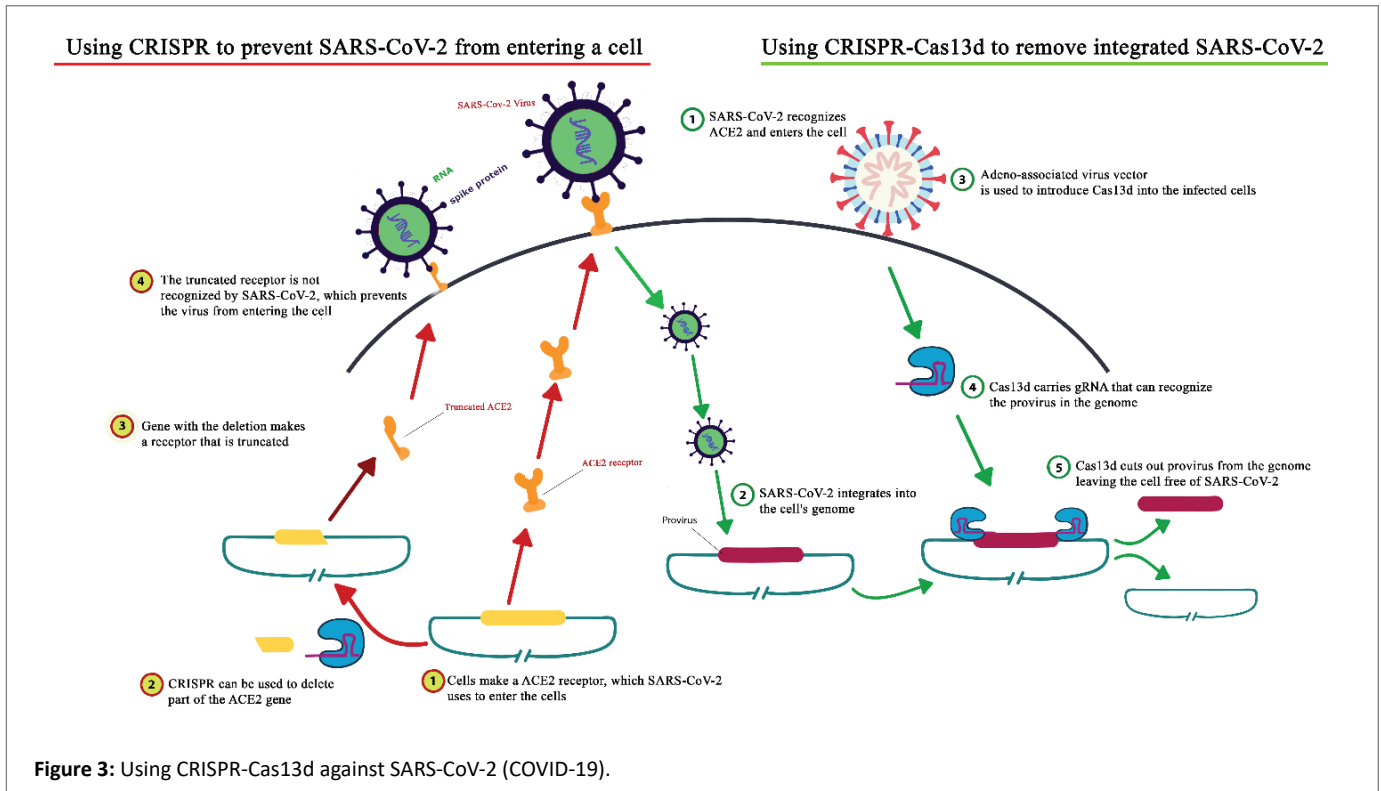 Using CRISPR to prevent SARS-CoV-2 from entering a cell
SARS-Cov-2 Virus
RNA
spike protein
4
The truncated receptor is not
recognized by SARS-CoV-2, which prevents
the virus from entering the cell
3
Gene with the deletion makes
a receptor that is truncated
Truncated ACE2
ACE2 receptor
2
CRISPR can be used to delete
part of the ACE2 gene
1
Cells make a ACE2 receptor, which SARS-CoV-2
uses to enter the cells
Using CRISPR-Cas13d to remove integrated SARS-CoV-2
1
SARS-CoV-2 recognizes
ACE2 and enters the cell
3
Adeno-associated virus vector
is used to introduce Cas13d into the infected cells
4
Cas13d carries gRNA that can recognize
the provirus in the genome
2
SARS-CoV-2 integrates into
the cell's genome
Provirus
5
Cas13d cuts out provirus from the genome
leaving the cell free of SARS-CoV-2
Figure 3: Using CRISPR-Cas13d against SARS-CoV-2 (COVID-19).